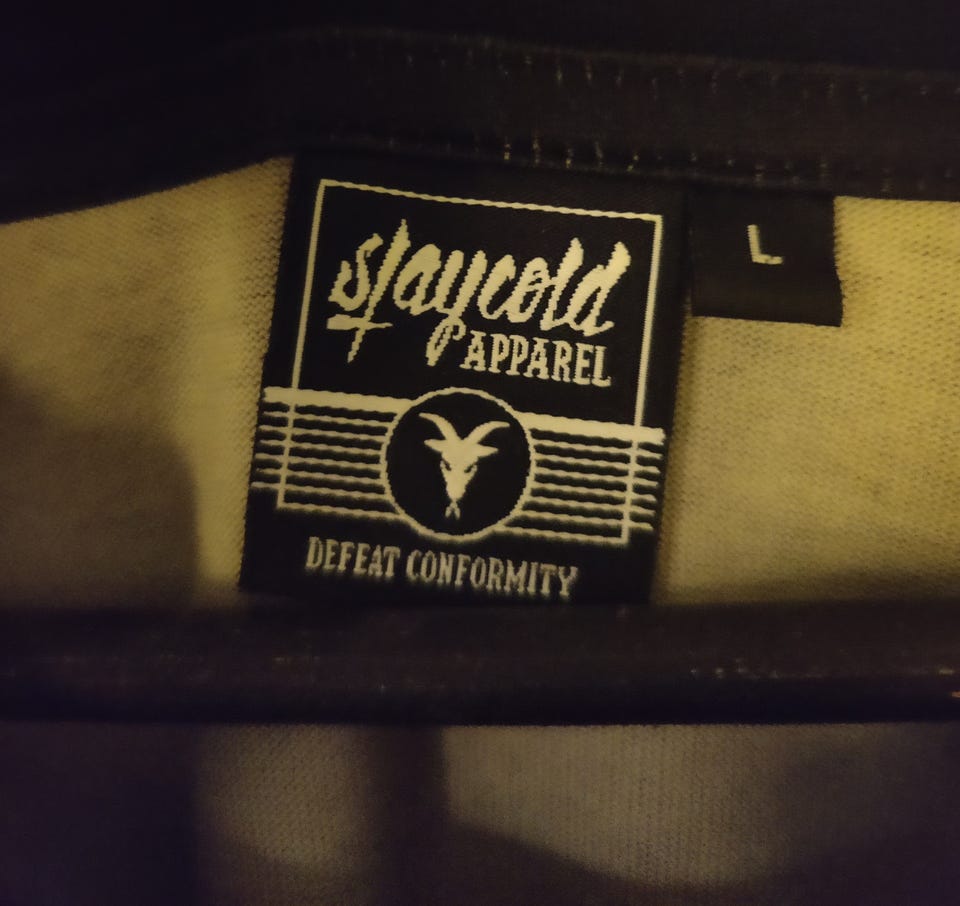 staycold
APPAREL
DEFEAT CONFORMITY
L